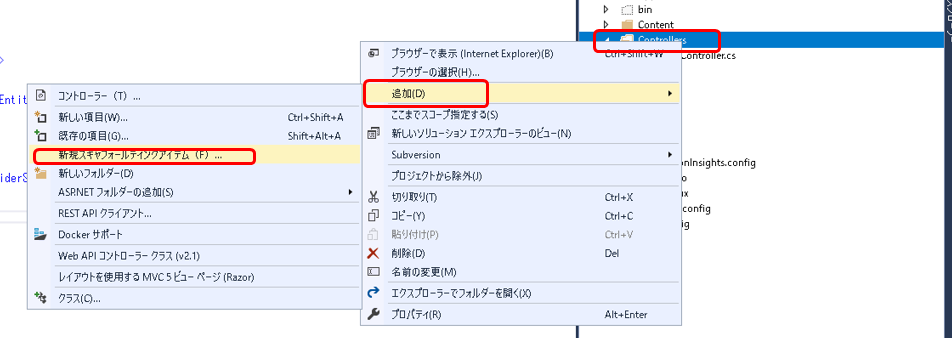 bin
Content
Controllers
Controller.cs
ブラウザーで表示 (Internet Explorer)(B) Ctrl+Shift+W
ブラウザーの選択(H)...
追加(D)
ここまでスコープ指定する(S)
新しいソリューション エクスプローラーのビュー(N)
Subversion
プロジェクトから除外(J)
切り取り(T) Ctrl+X
コピー(Y) Ctrl+C
貼り付け(P) Ctrl+V
削除(D) Del
名前の変更(M)
エクスプローラーでフォルダーを開く(X)
プロパティ(R) Alt+Enter
コントローラー（T）...
新しい項目(W)... Ctrl+Shift+A
既存の項目(G)... Shift+Alt+A
新規スキャフォールディングアイテム（F）...
新しいフォルダー(D)
ASP.NET フォルダーの追加(S)
REST API クライアント...
Docker サポート
Web API コントローラー クラス (v2.1)
レイアウトを使用する MVC 5 ビュー ページ (Razor)
クラス(C)...
Entit
iderS
onInsights.config
o
ux
config
ig